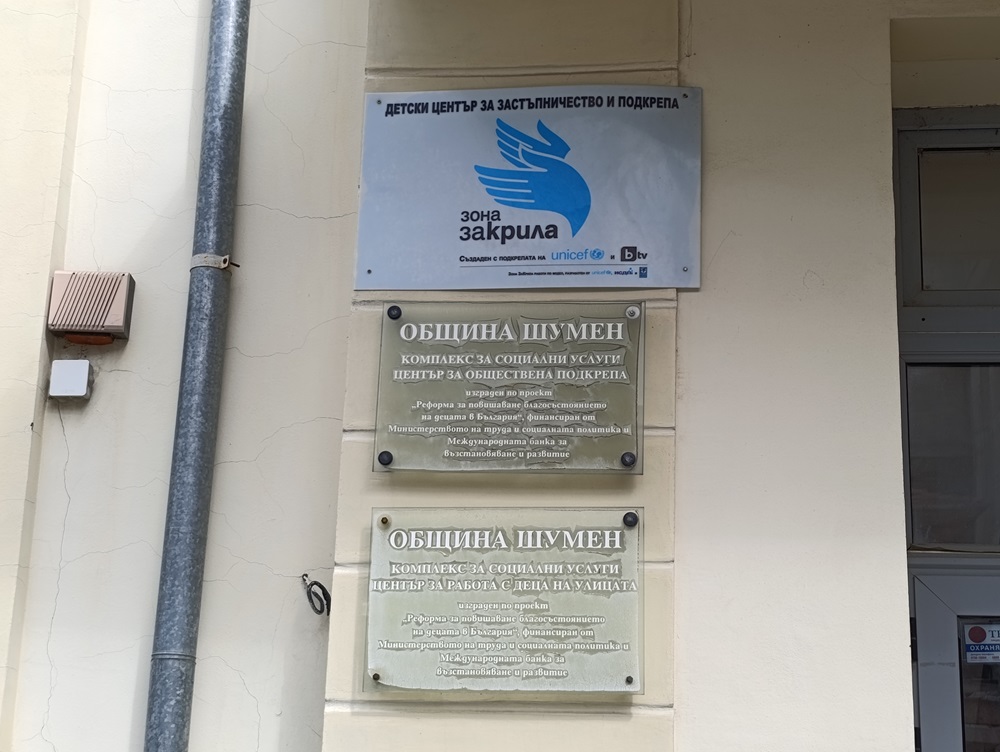 ДЕТСКИ ЦЕНТЪР ЗА ЗАСТЪПНИЧЕСТВО И ПОДКРЕПА
зона
закрила
Създаден с подкрепата на unicef и btv
ОБЩИНА ШУМЕН
КОМПЛЕКС ЗА СОЦИАЛНИ УСЛУГИ
ЦЕНТЪР ЗА ОБЩЕСТВЕНА ПОДКРЕПА
изграден по проект
„Реформа за повишаване благосъстоянието
на децата в България“, финансиран от
Министерството на труда и социалната политика и
Международната банка за
възстановяване и развитие
ОБЩИНА ШУМЕН
КОМПЛЕКС ЗА СОЦИАЛНИ УСЛУГИ
ЦЕНТЪР ЗА РАБОТА С ДЕЦА НА УЛИЦАТА
изграден по проект
„Реформа за повишаване благосъстоянието
на децата в България“, финансиран от
Министерството на труда и социалната политика и
Международната банка за
възстановяване и развитие